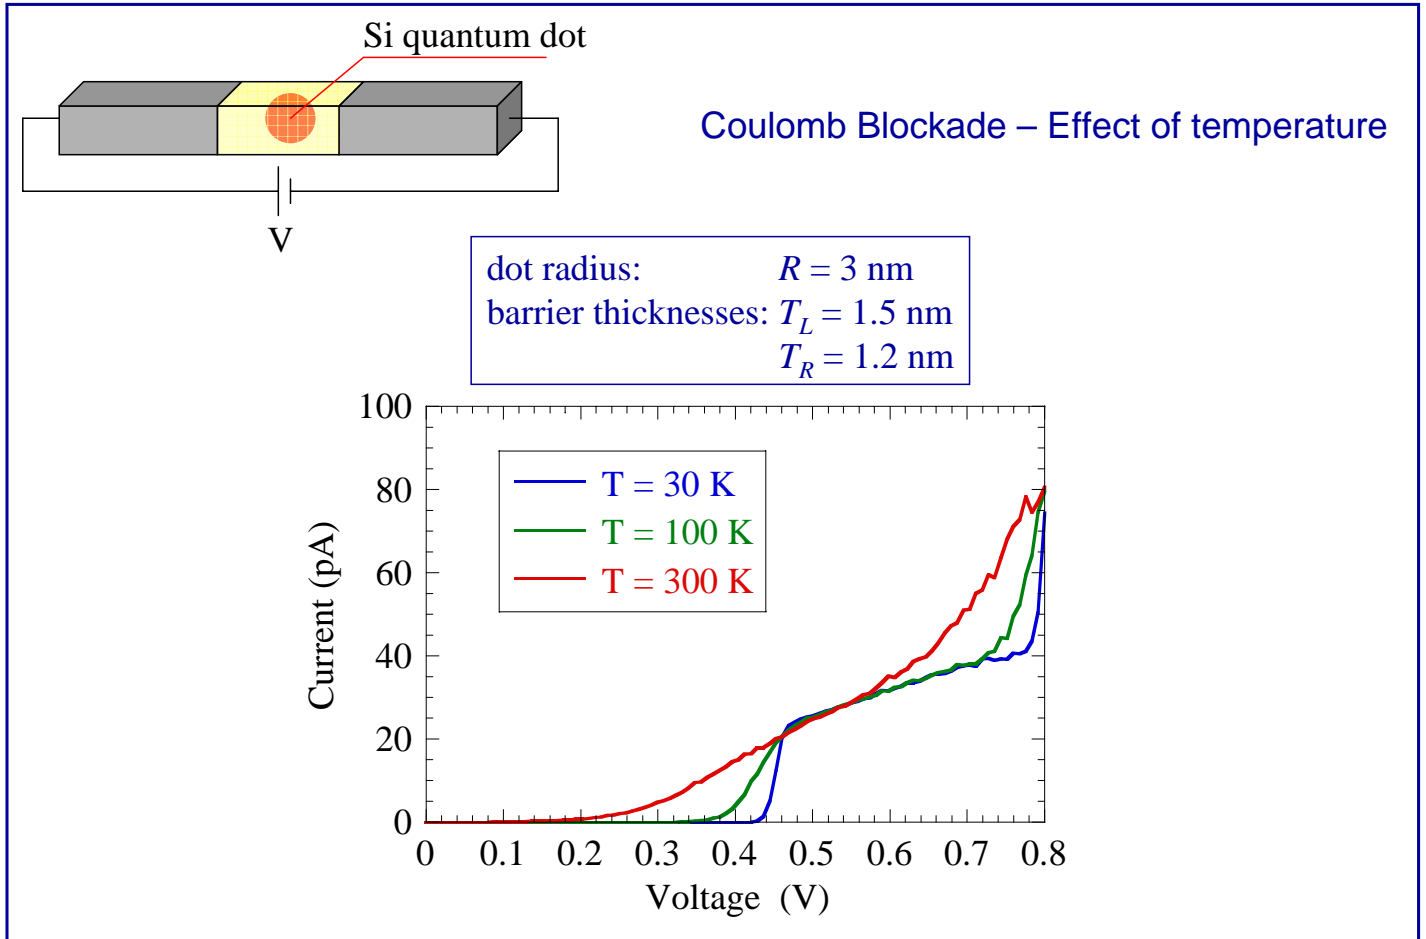 Si quantum dot
Coulomb Blockade – Effect of temperature
V
dot radius: R = 3 nm
barrier thicknesses: T_L = 1.5 nm
T_R = 1.2 nm
100
80
60
40
20
0
Current (pA)
T = 30 K
T = 100 K
T = 300 K
0 0.1 0.2 0.3 0.4 0.5 0.6 0.7 0.8
Voltage (V)